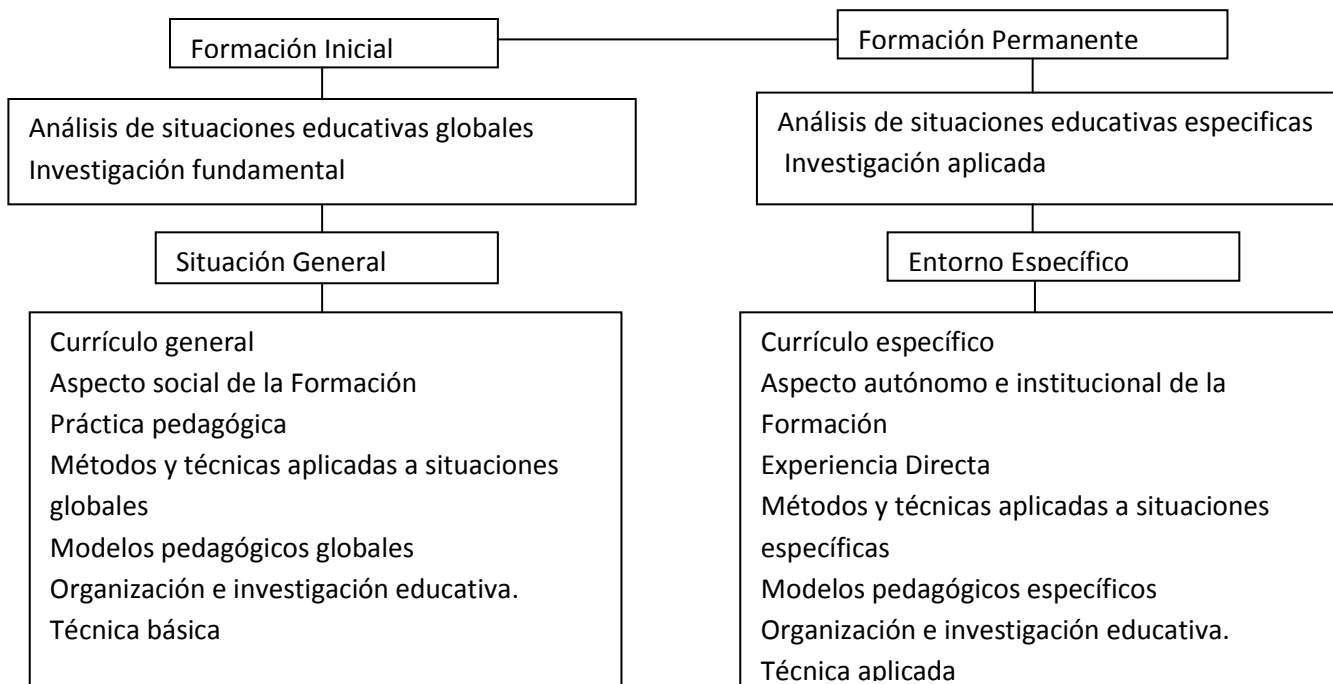 Formación Inicial
Formación Permanente
Análisis de situaciones educativas globales
Investigación fundamental
Análisis de situaciones educativas especificas
Investigación aplicada
Situación General
Entorno Específico
Currículo general
Aspecto social de la Formación
Práctica pedagógica
Métodos y técnicas aplicadas a situaciones
globales
Modelos pedagógicos globales
Organización e investigación educativa.
Técnica básica
Currículo específico
Aspecto autónomo e institucional de la
Formación
Experiencia Directa
Métodos y técnicas aplicadas a situaciones
específicas
Modelos pedagógicos específicos
Organización e investigación educativa.
Técnica aplicada